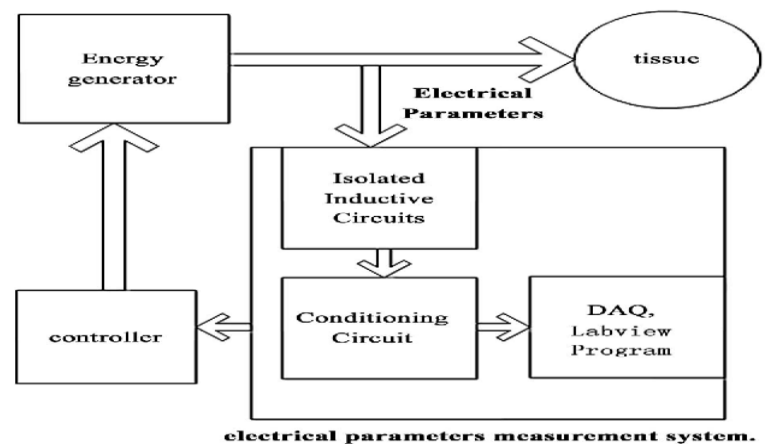 Energy
generator
tissue
Electrical
Parameters
Isolated
Inductive
Circuits
controller
Conditioning
Circuit
DAQ,
Labview
Program
electrical parameters measurement system.